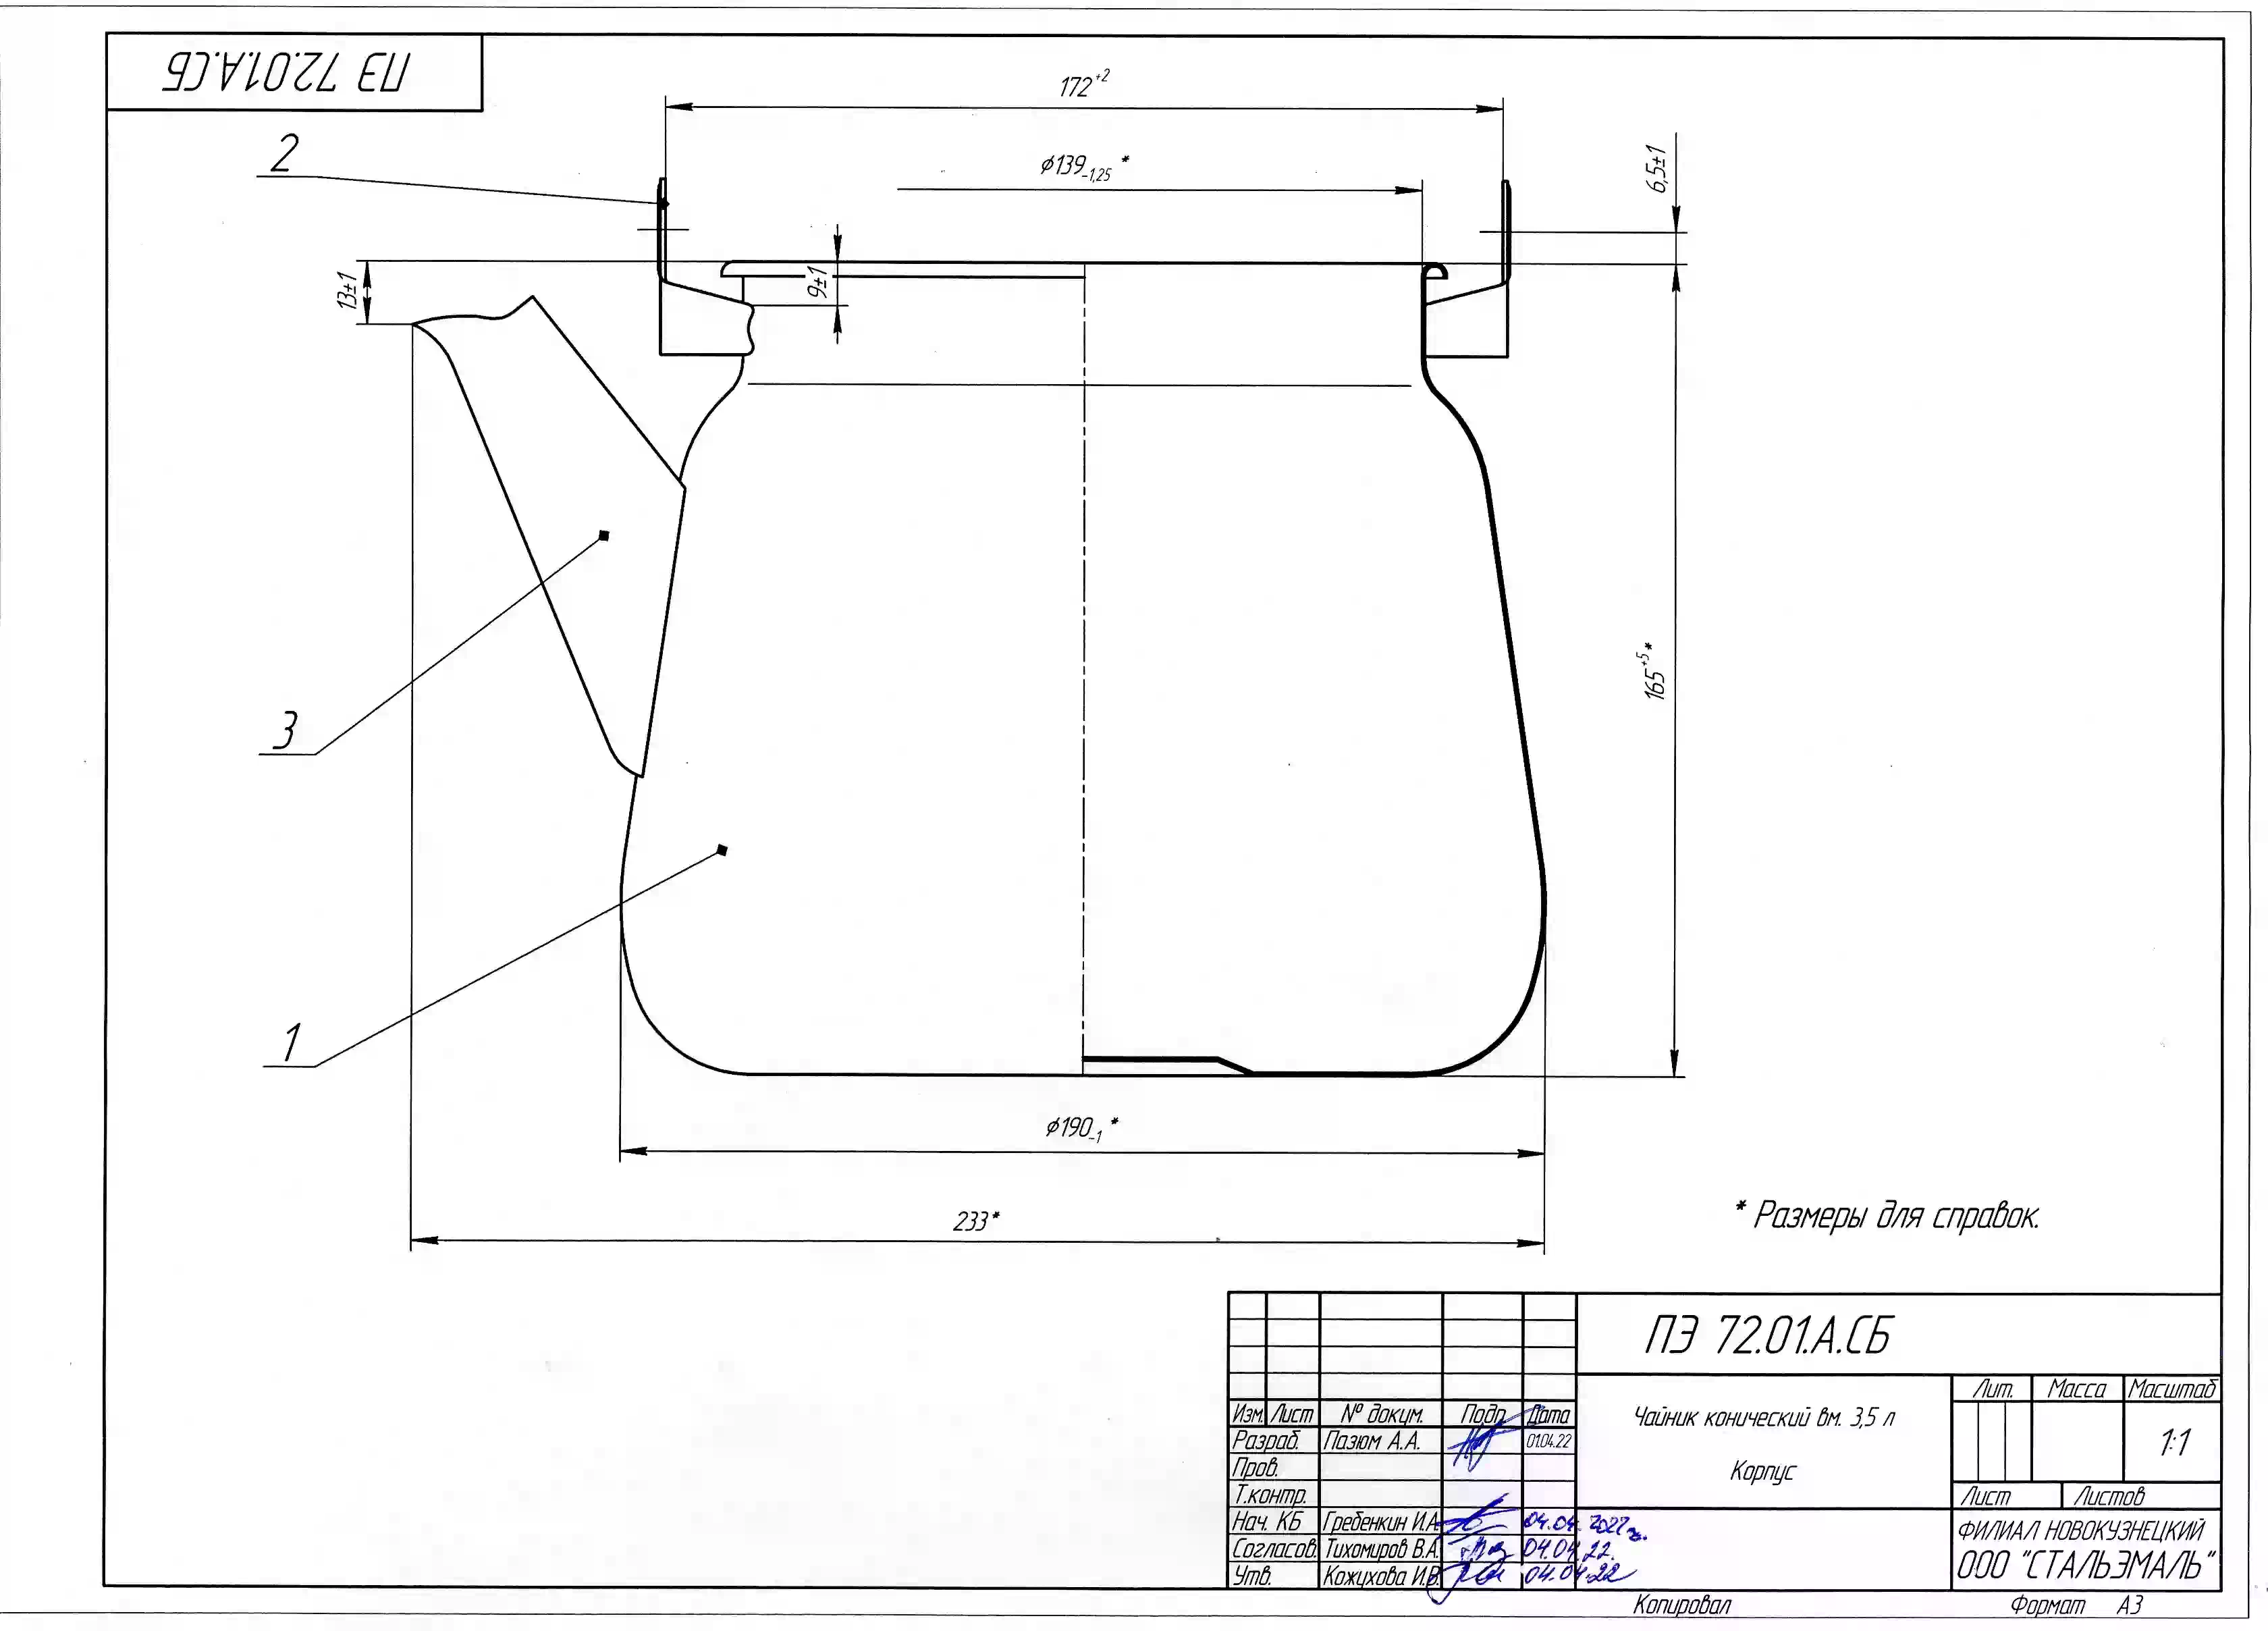 ПЭ 72.01.А.СБ
172+2
2
ϕ139-1,25 *
6,5±1
13±1
9±1
3
165+5*
1
ϕ190-1 *
233*
* Размеры для справок.
ПЭ 72.01.А.СБ
Лит. Масса Масштаб
Изм. Лист № докум. Подп. Дата
Чайник конический вм. 3,5 л
Разраб. Пазюм А.А. 01.04.22
1:1
Пров.
Корпус
Т.контр.
Лист Листов
Нач. КБ Гребенкин И.А. 04.04.2022г.
ФИЛИАЛ НОВОКУЗНЕЦКИЙ
Согласов. Тихомиров В.А. 04.04.22.
ООО "СТАЛЬЭМАЛЬ"
Утв. Кожухова И.В. 04.04.22
Копировал Формат А3